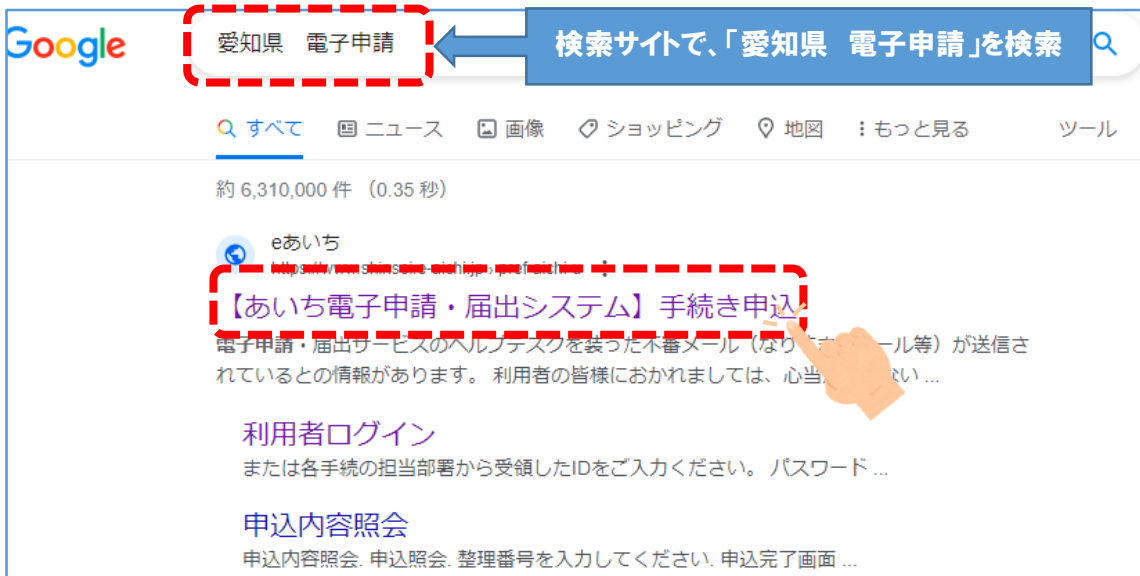 Google
愛知県　電子申請
検索サイトで、「愛知県　電子申請」を検索
すべて ニュース 画像 ショッピング 地図 もっと見る ツール
約 6,310,000 件 （0.35 秒）
eあいち
【あいち電子申請・届出システム】手続き申込
電子申請・届出サービスのヘルプデスクを装った不審メール（なり
ール等）が送信さ
れているとの情報があります。 利用者の皆様におかれましては、心当
ない ...
利用者ログイン
または各手続の担当部署から受領したIDをご入力ください。 パスワード ...
申込内容照会
申込内容照会. 申込照会. 整理番号を入力してください. 申込完了画面 ...